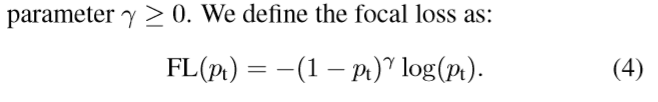 parameter γ ≥ 0. We define the focal loss as:
FL(pₜ) = −(1 − pₜ)^γ log(pₜ). (4)